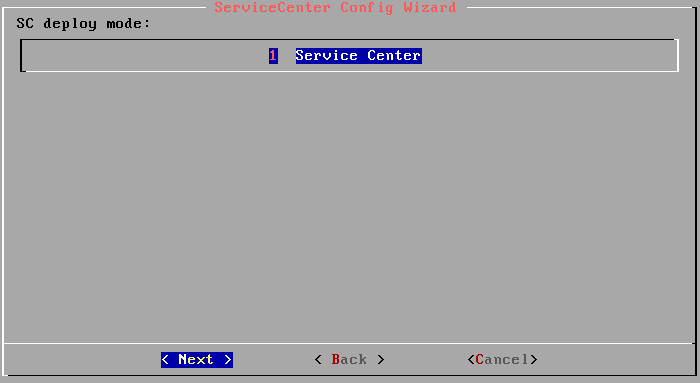 ServiceCenter Config Wizard
SC deploy mode:
1 Service Center
< Next > < Back > <Cancel>